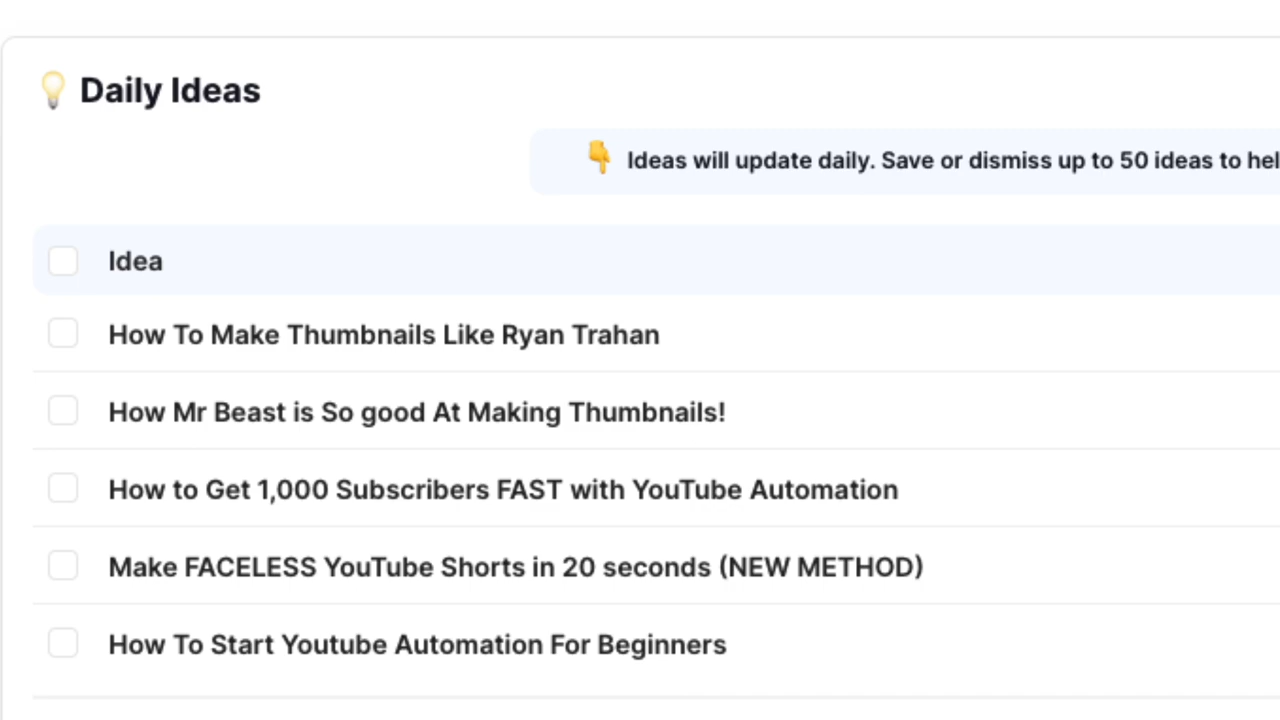 💡 Daily Ideas
👇 Ideas will update daily. Save or dismiss up to 50 ideas to hel
Idea
How To Make Thumbnails Like Ryan Trahan
How Mr Beast is So good At Making Thumbnails!
How to Get 1,000 Subscribers FAST with YouTube Automation
Make FACELESS YouTube Shorts in 20 seconds (NEW METHOD)
How To Start Youtube Automation For Beginners